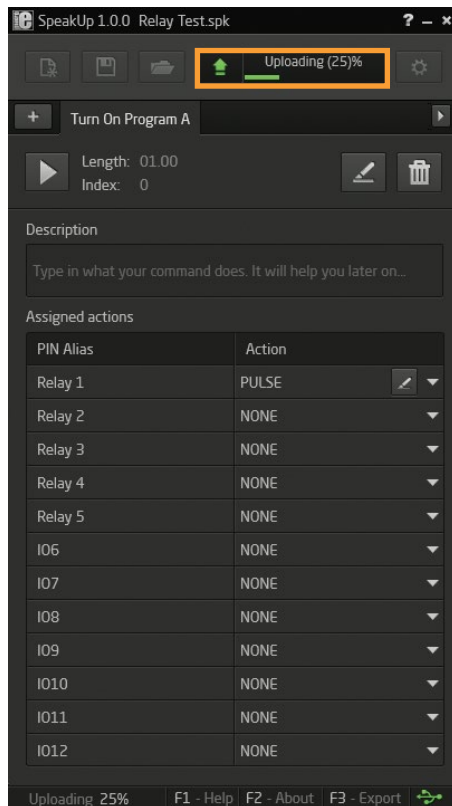 SpeakUp 1.0.0 Relay Test.spk ? – ×
Uploading (25)%
+ Turn On Program A
Length: 01.00
Index: 0
Description
Type in what your command does. It will help you later on...
Assigned actions
PIN Alias Action
Relay 1 PULSE
Relay 2 NONE
Relay 3 NONE
Relay 4 NONE
Relay 5 NONE
IO6 NONE
IO7 NONE
IO8 NONE
IO9 NONE
IO10 NONE
IO11 NONE
IO12 NONE
Uploading 25% F1 - Help F2 - About F3 - Export